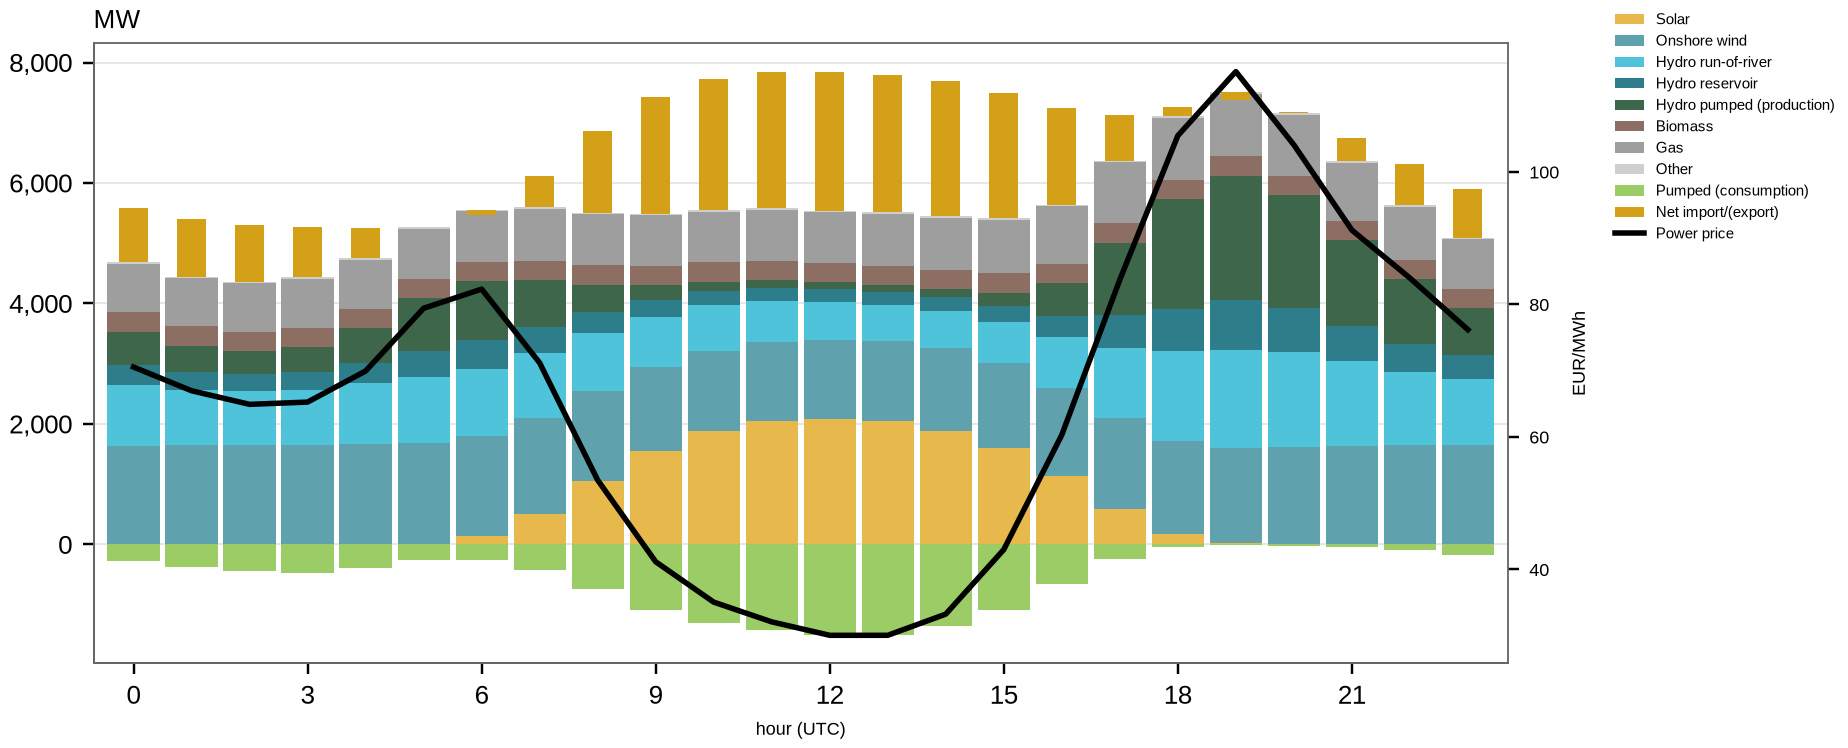 MW
8,000
6,000
4,000
2,000
0
100
80
60
40
EUR/MWh
0 3 6 9 12 15 18 21
hour (UTC)
Solar
Onshore wind
Hydro run-of-river
Hydro reservoir
Hydro pumped (production)
Biomass
Gas
Other
Pumped (consumption)
Net import/(export)
Power price